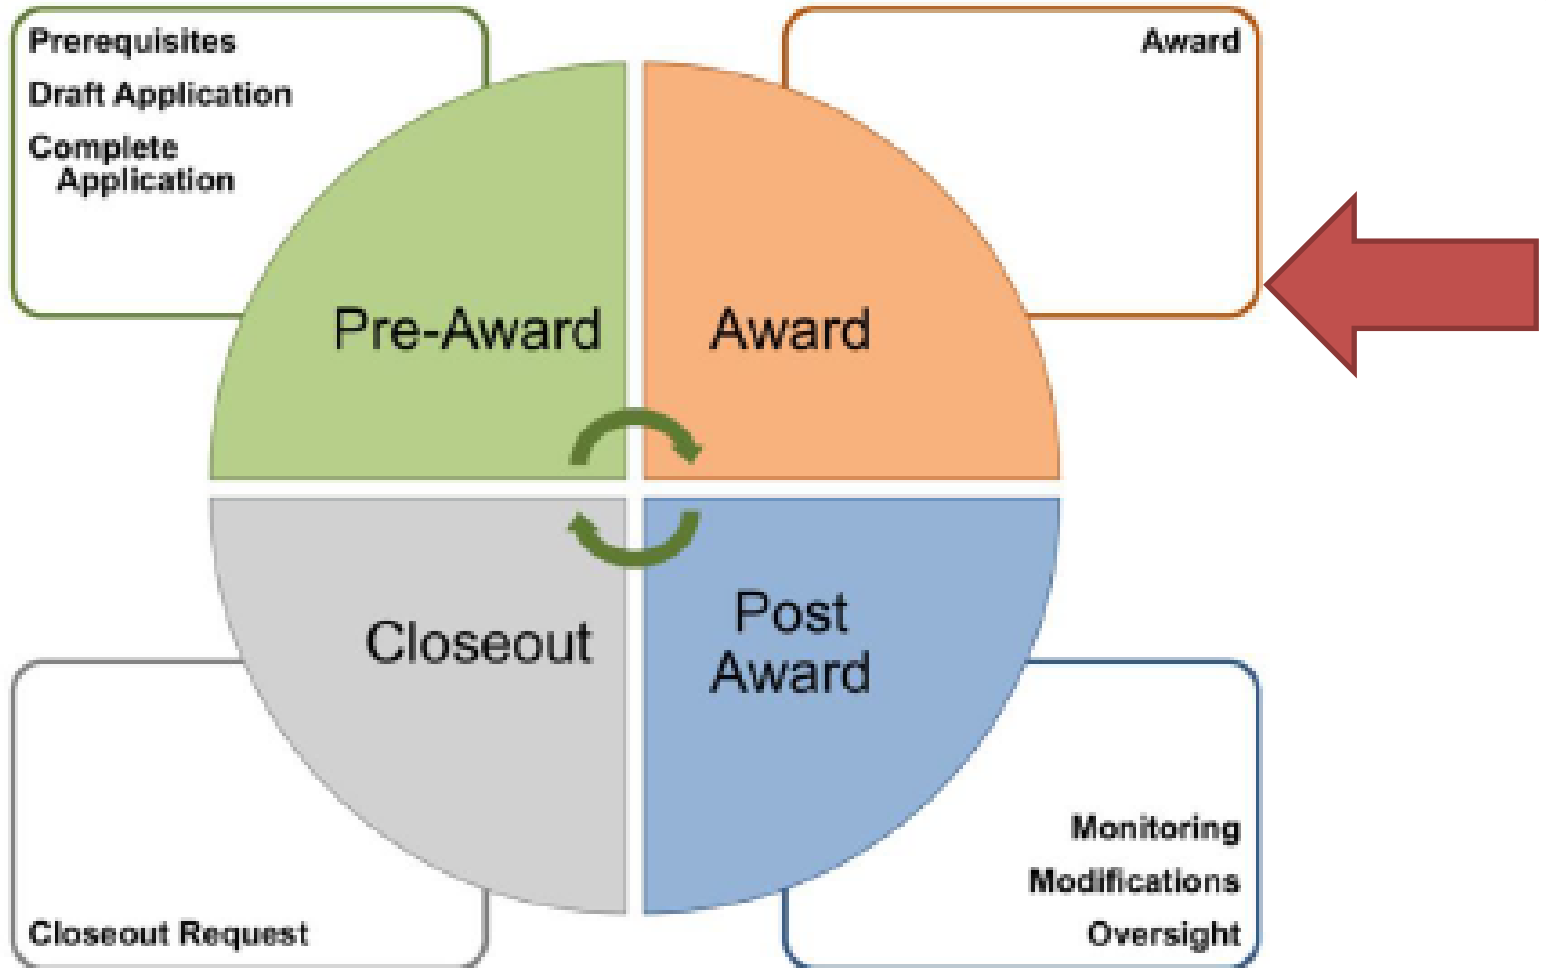 Prerequisites
Draft Application
Complete
Application
Award
Pre-Award
Award
Closeout
Post
Award
Closeout Request
Monitoring
Modifications
Oversight